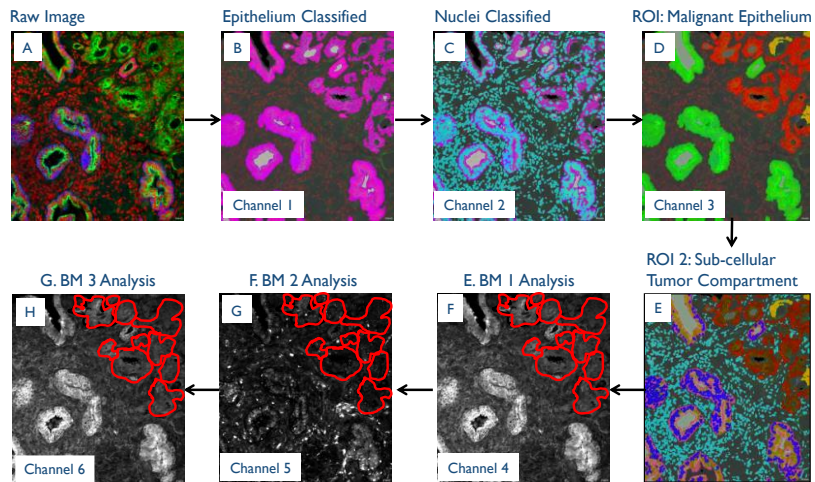 Raw Image
Epithelium Classified
Nuclei Classified
ROI: Malignant Epithelium
A
B
C
D
Channel 1
Channel 2
Channel 3
G. BM 3 Analysis
F. BM 2 Analysis
E. BM 1 Analysis
ROI 2: Sub-cellular
Tumor Compartment
H
G
F
E
Channel 6
Channel 5
Channel 4